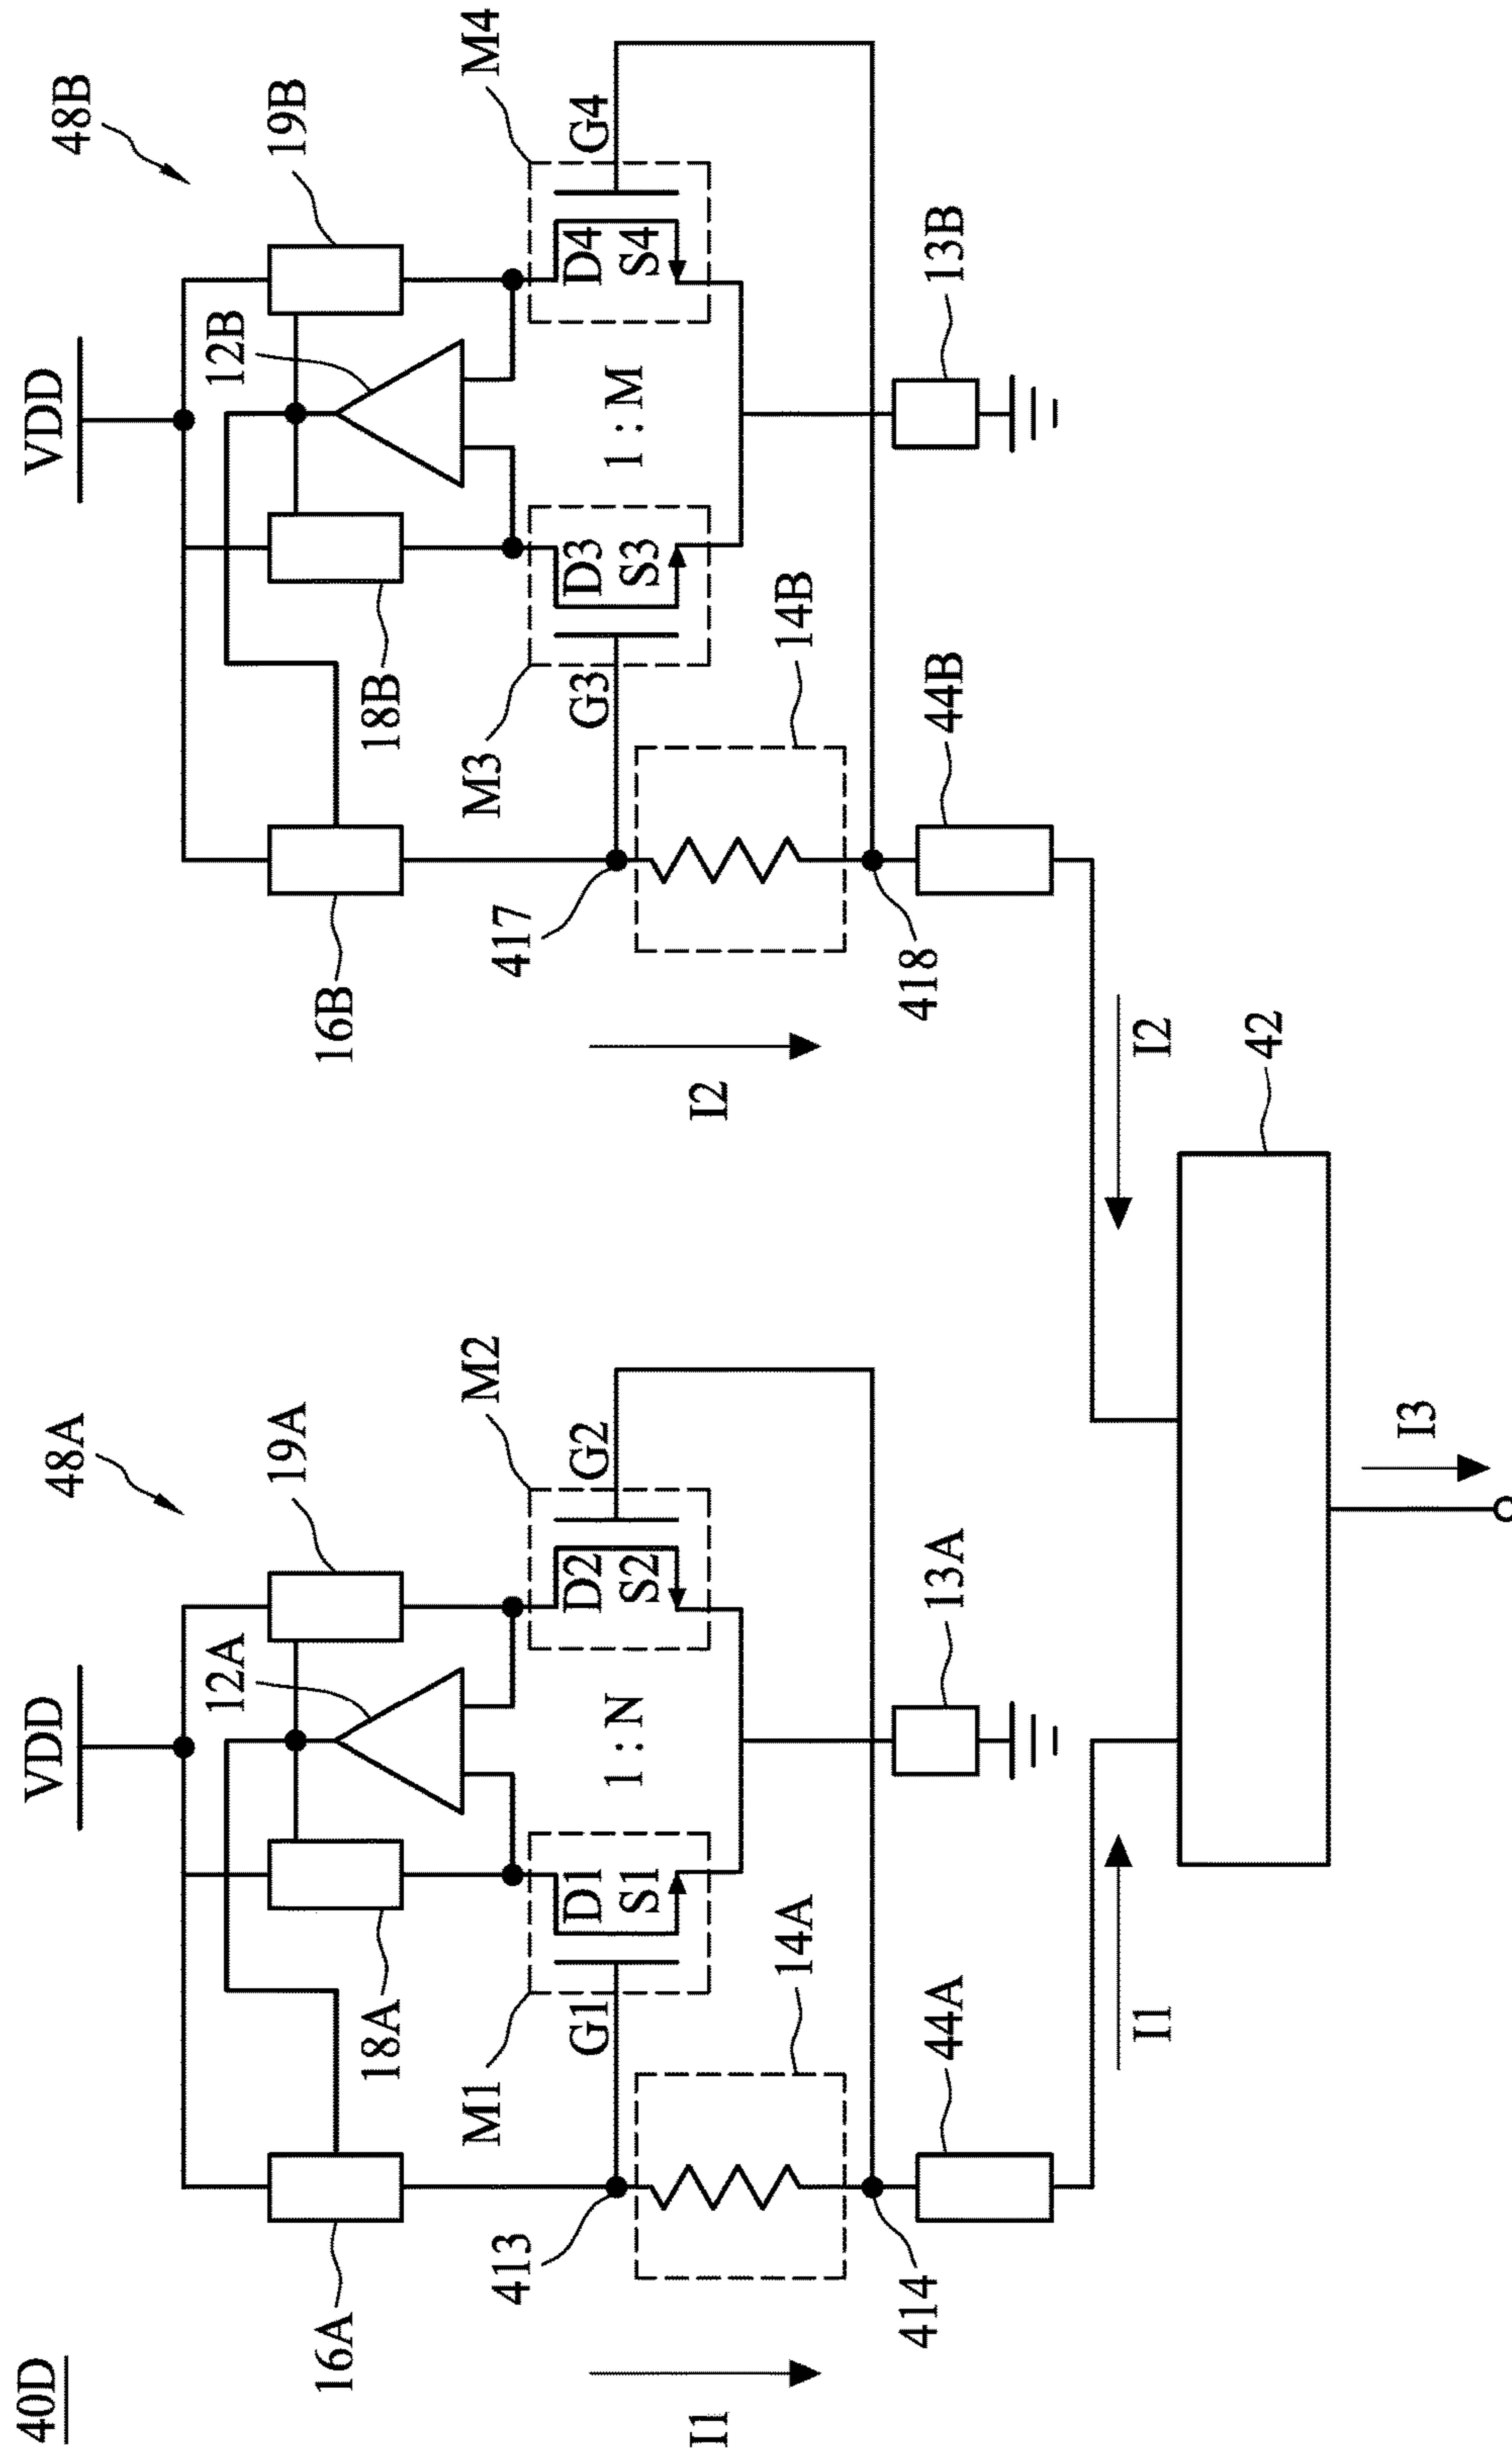 40D
VDD
48A
16A
18A
12A
19A
M1
M2
G1
D1
S1
1 : N
D2
S2
G2
413
14A
I1
414
44A
13A
I1
VDD
48B
16B
18B
12B
19B
M3
M4
G3
D3
S3
1 : M
D4
S4
G4
417
14B
I2
418
44B
13B
I2
42
I3